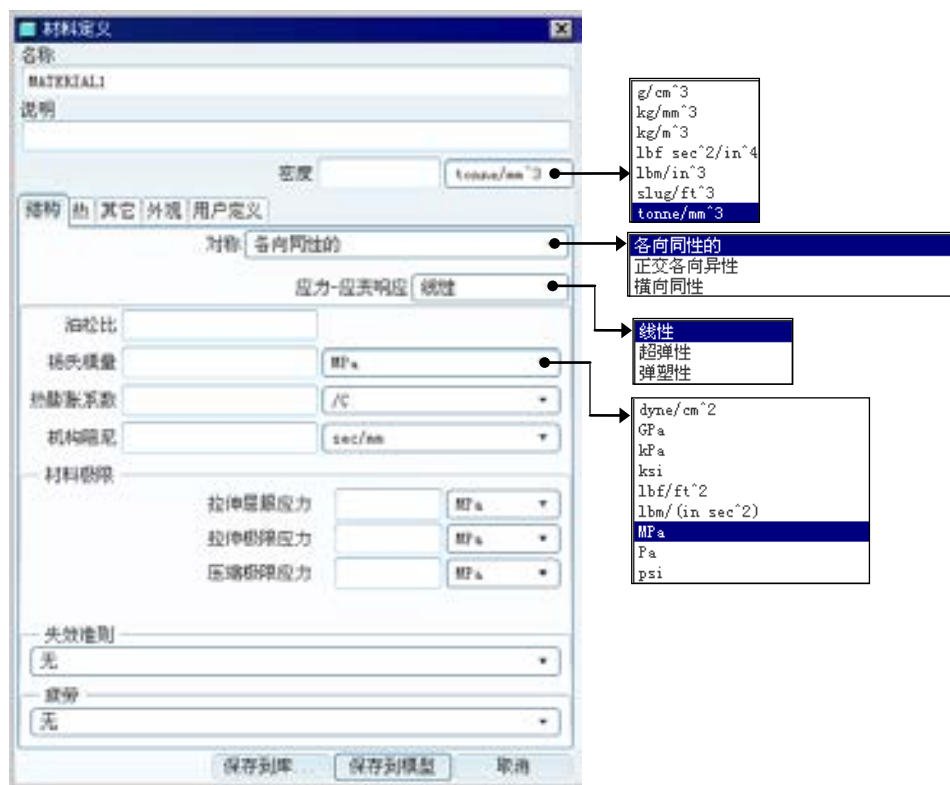 材料定义
名称
MATERIAL1
说明
密度 tonne/mm^3
结构 热 其它 外观 用户定义
对称 各向同性的
应力-应变响应 线性
泊松比
杨氏模量 MPa
热膨胀系数 /C
机构阻尼 sec/mm
材料极限
拉伸屈服应力 MPa
拉伸极限应力 MPa
压缩极限应力 MPa
失效准则
无
疲劳
无
保存到库... 保存到模型 取消
g/cm^3
kg/mm^3
kg/m^3
lbf sec^2/in^4
lbm/in^3
slug/ft^3
tonne/mm^3
各向同性的
正交各向异性
横向同性
线性
超弹性
弹塑性
dyne/cm^2
GPa
kPa
ksi
lbf/ft^2
lbm/(in sec^2)
MPa
Pa
psi